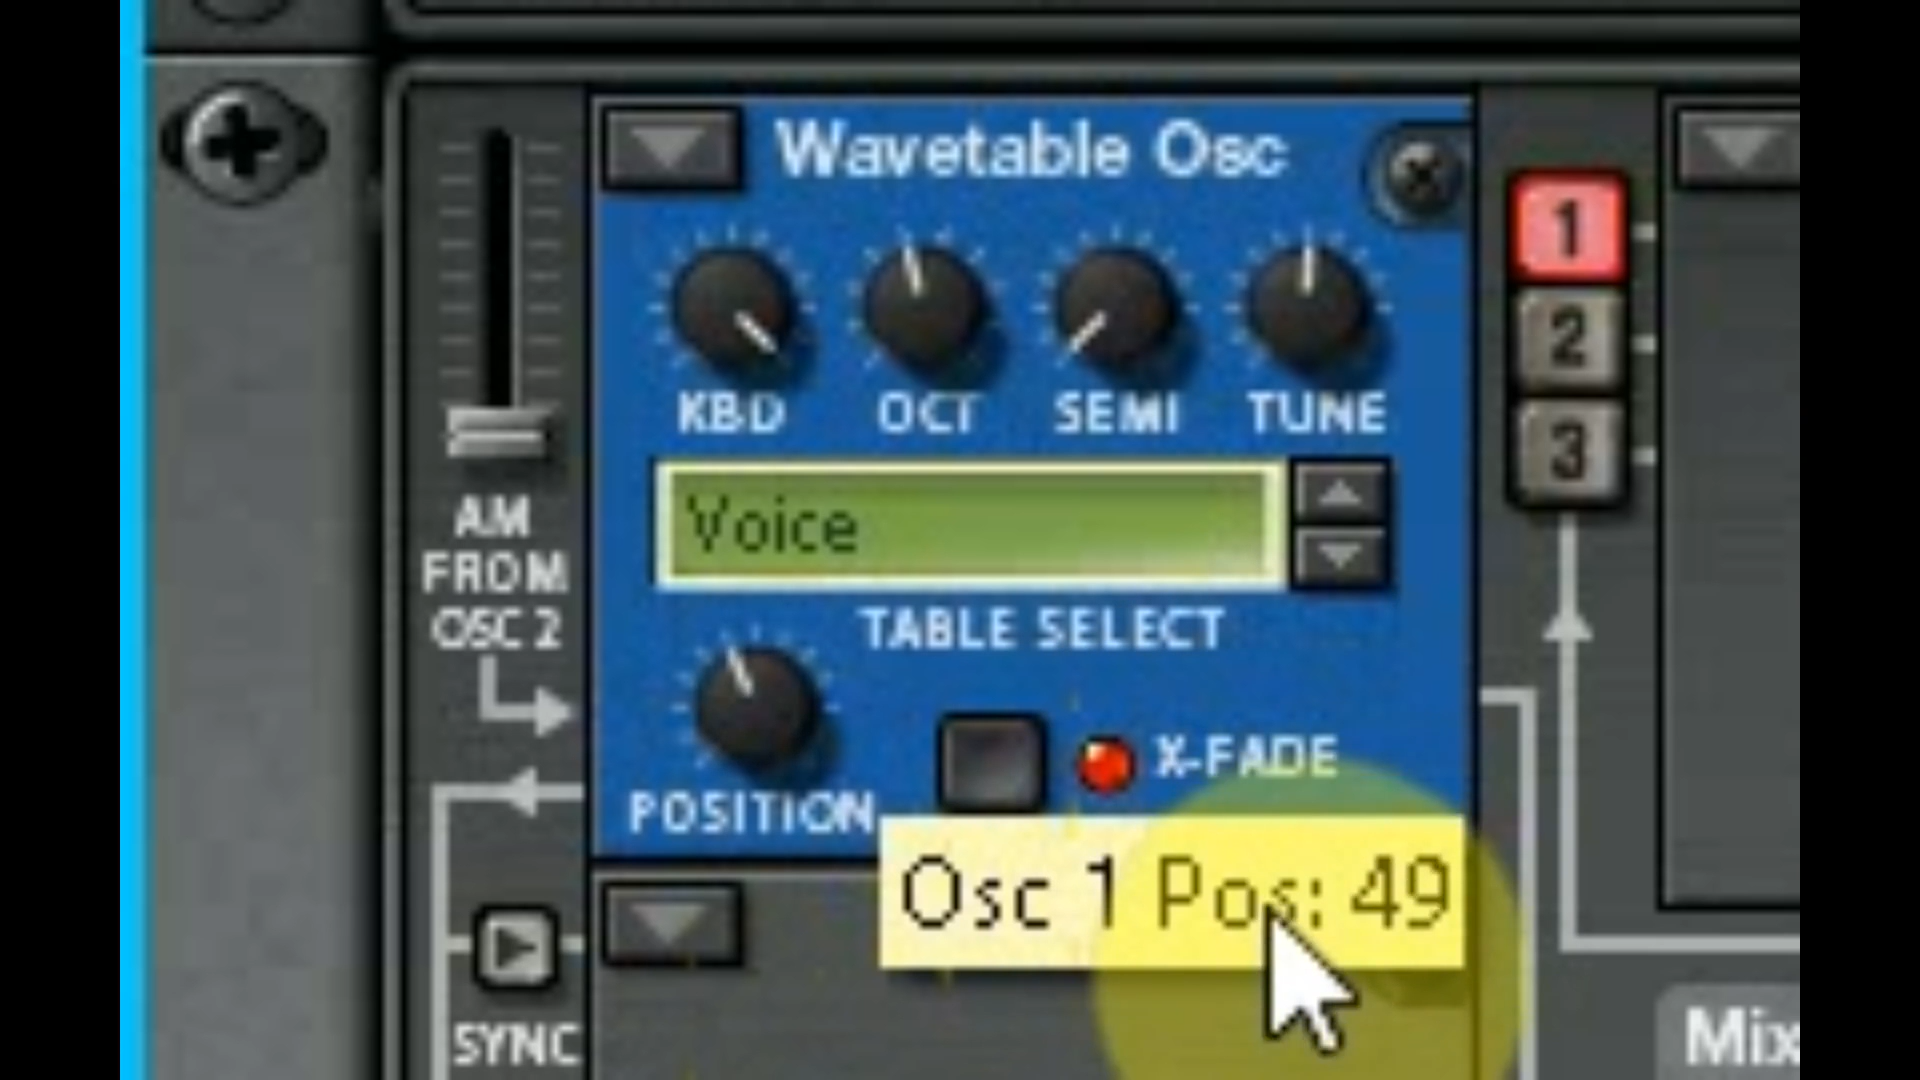 Wavetable Osc
1
2
3
KBD OCT SEMI TUNE
Voice
AM
FROM
OSC 2
TABLE SELECT
X-FADE
POSITION
Osc 1 Pos: 49
SYNC
Mix